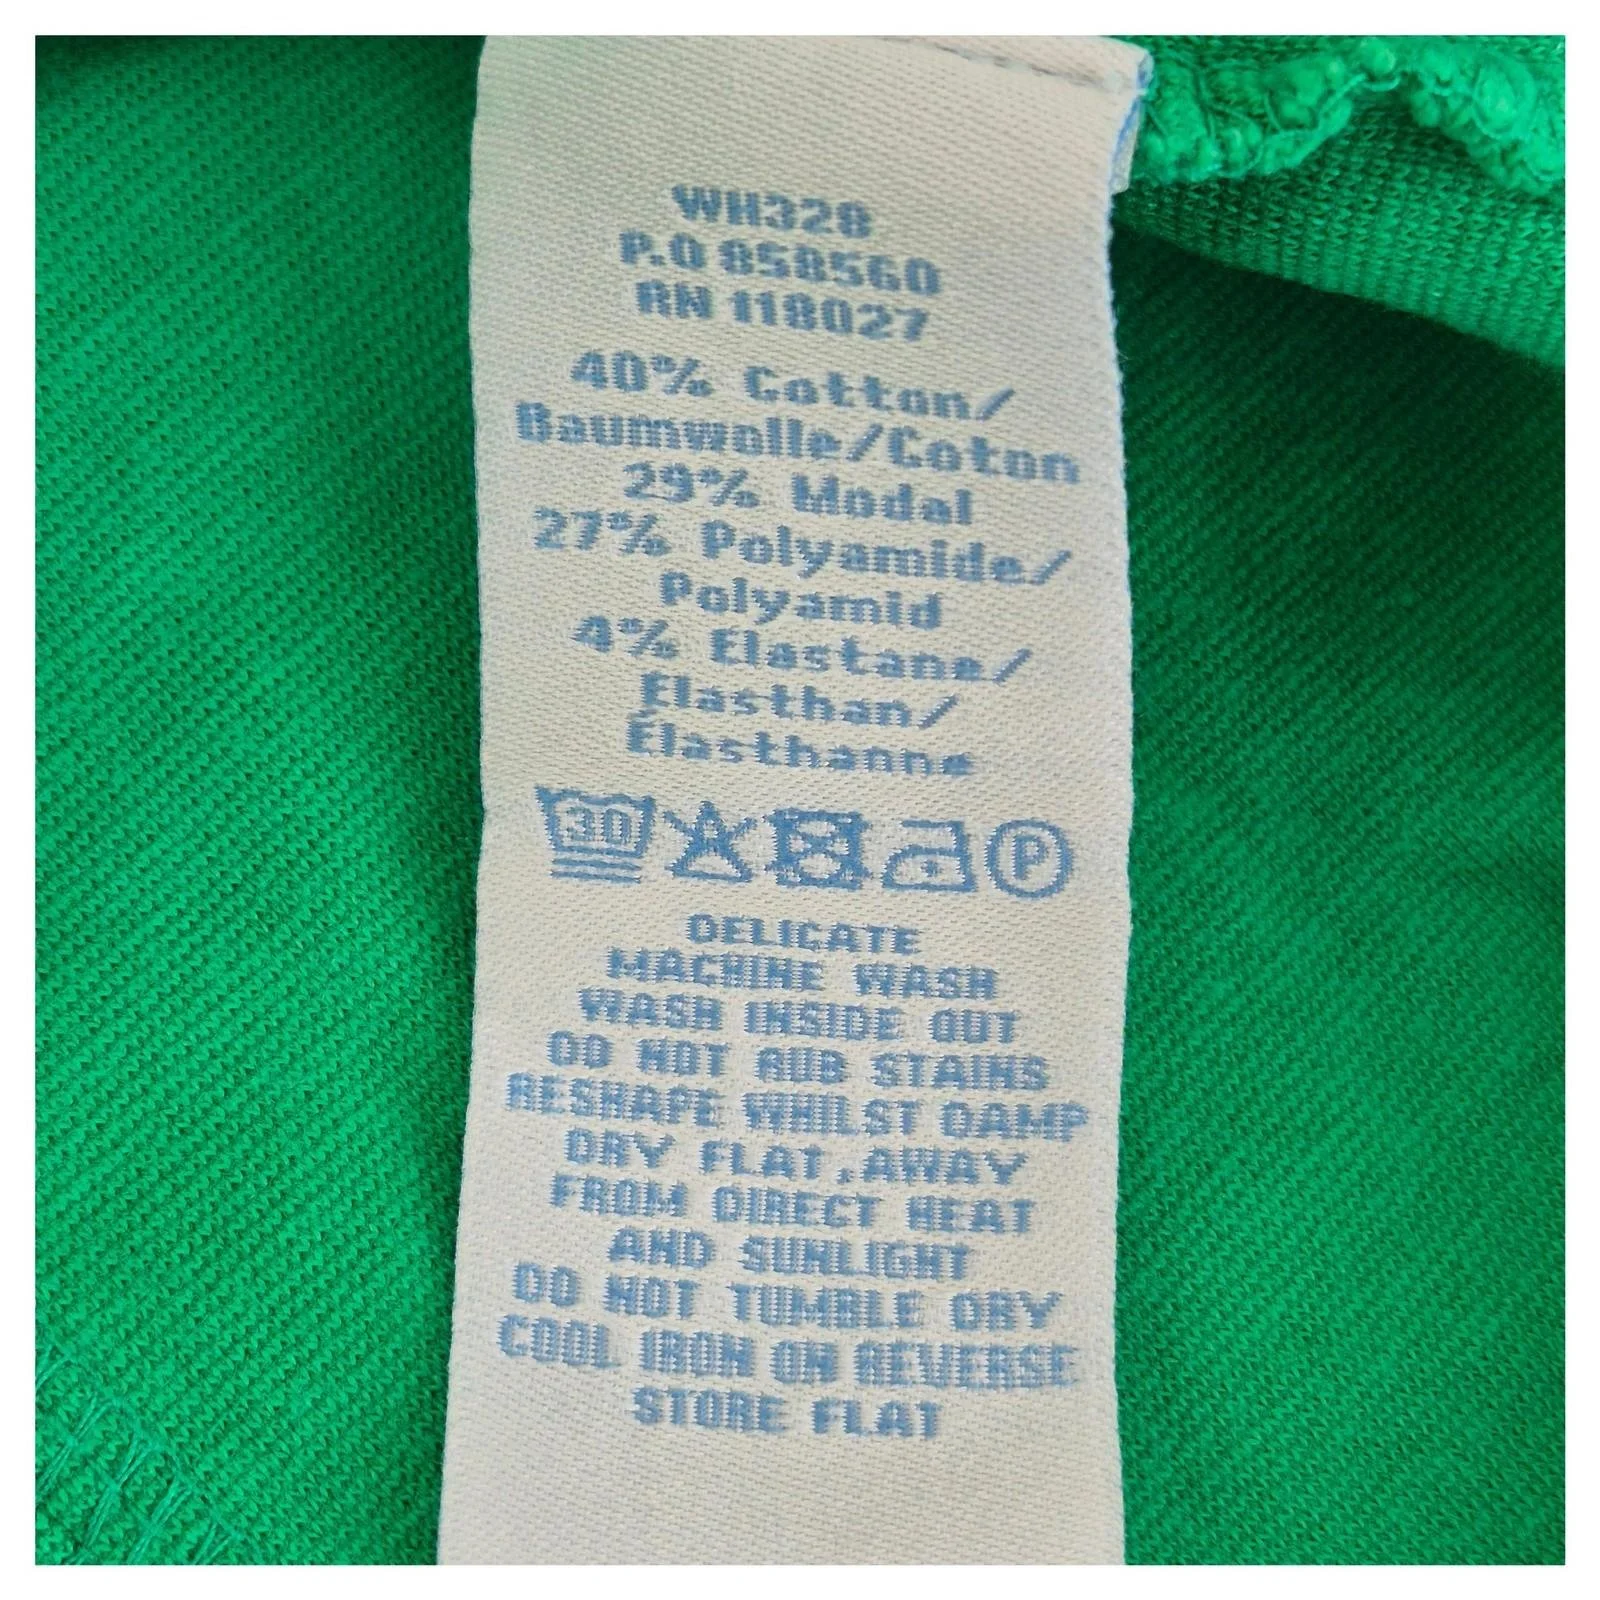 WH328
P.O 858560
RN 118027
40% Cotton/
Baumwolle/Coton
29% Modal
27% Polyamide/
Polyamid
4% Elastane/
Elasthan/
Élasthanne
30
P
DELICATE
MACHINE WASH
WASH INSIDE OUT
DO NOT RUB STAINS
RESHAPE WHILST DAMP
DRY FLAT,AWAY
FROM DIRECT HEAT
AND SUNLIGHT
DO NOT TUMBLE DRY
COOL IRON ON REVERSE
STORE FLAT